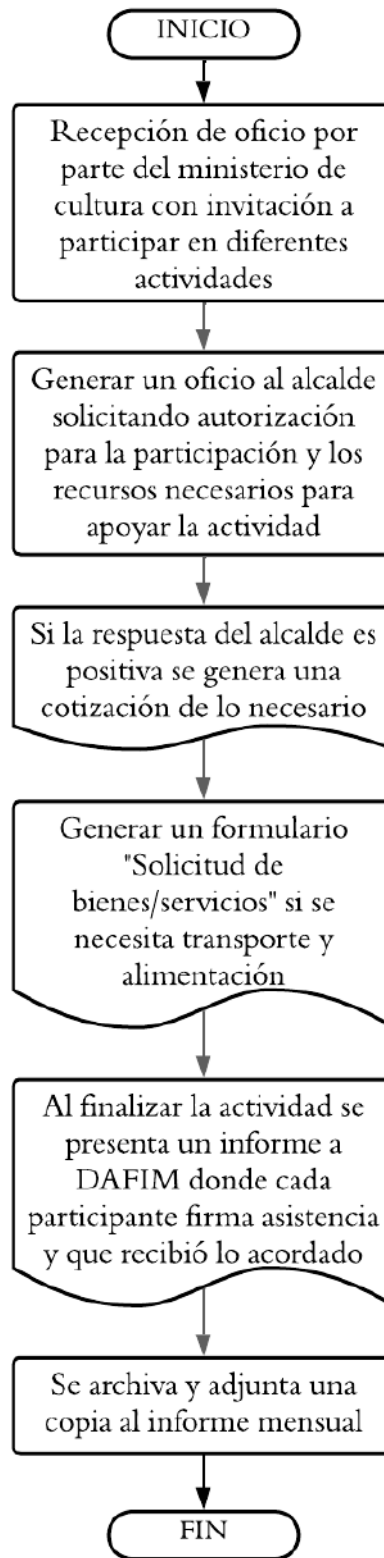 INICIO
Recepción de oficio por
parte del ministerio de
cultura con invitación a
participar en diferentes
actividades
Generar un oficio al alcalde
solicitando autorización
para la participación y los
recursos necesarios para
apoyar la actividad
Si la respuesta del alcalde es
positiva se genera una
cotización de lo necesario
Generar un formulario
"Solicitud de
bienes/servicios" si se
necesita transporte y
alimentación
Al finalizar la actividad se
presenta un informe a
DAFIM donde cada
participante firma asistencia
y que recibió lo acordado
Se archiva y adjunta una
copia al informe mensual
FIN